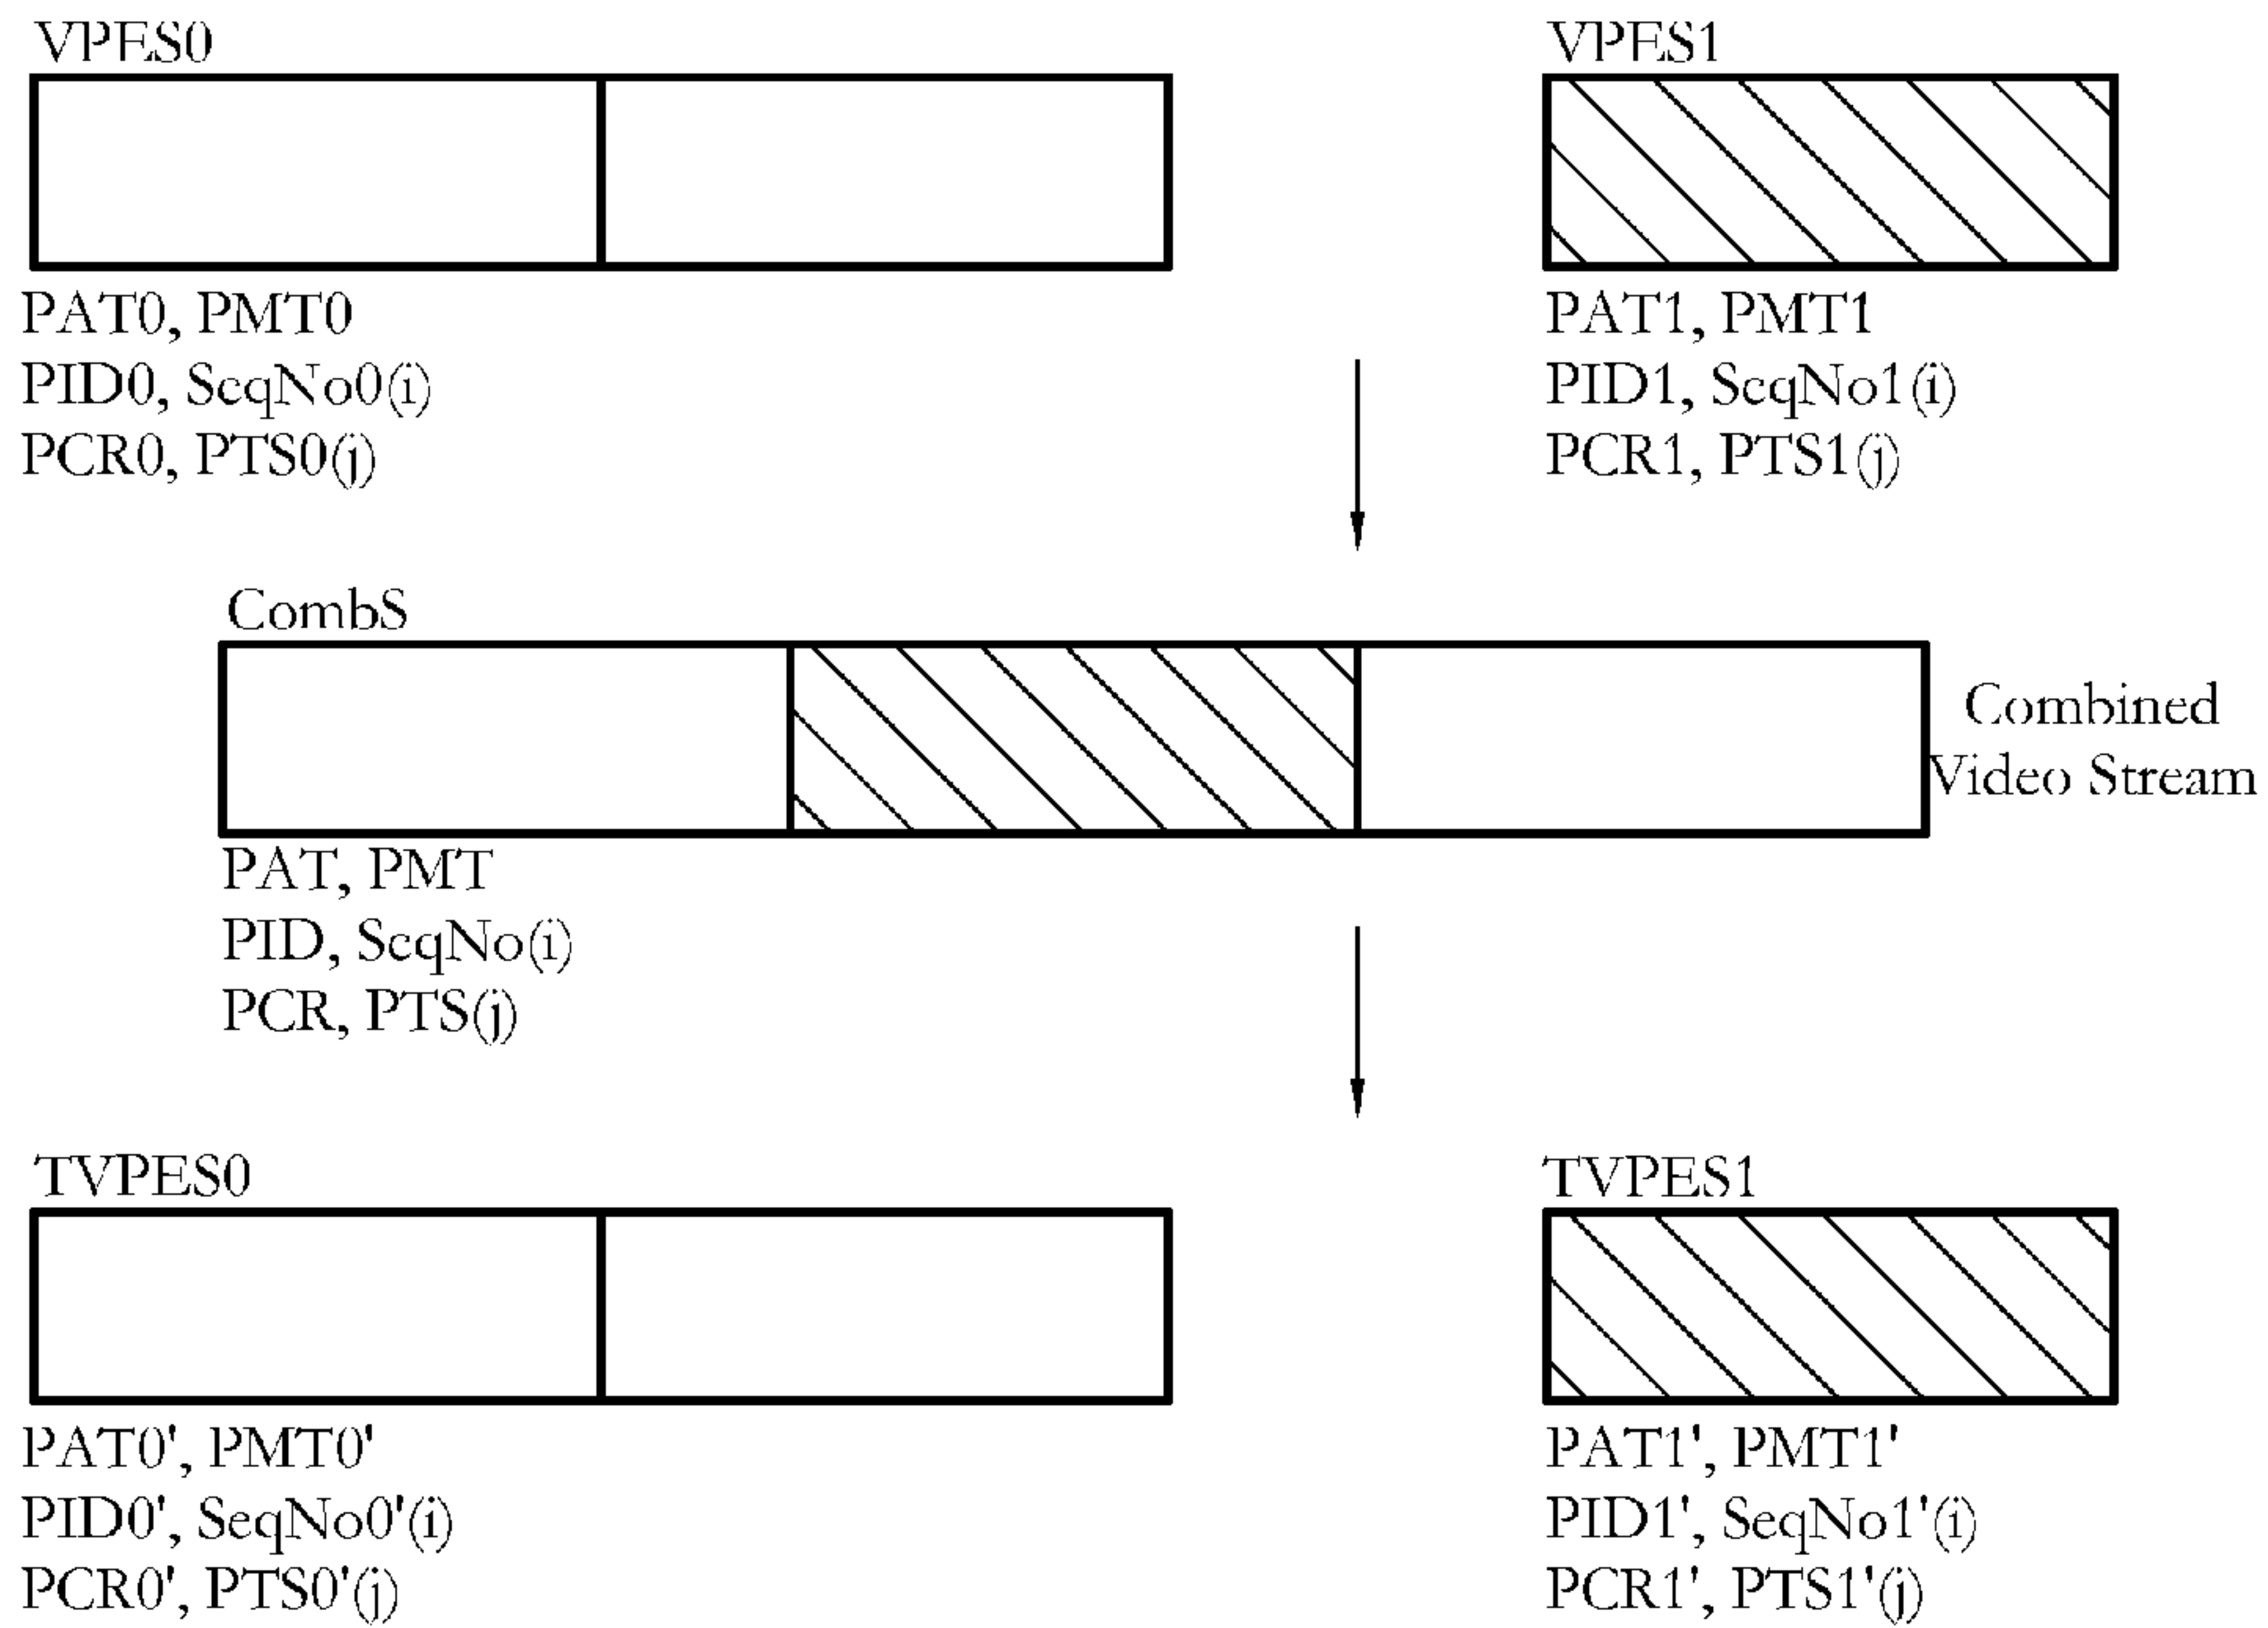 VPES0
VPES1
PAT0, PMT0
PID0, SeqNo0(i)
PCR0, PTS0(j)
PAT1, PMT1
PID1, SeqNo1(i)
PCR1, PTS1(j)
CombS
Combined
Video Stream
PAT, PMT
PID, SeqNo(i)
PCR, PTS(j)
TVPES0
TVPES1
PAT0', PMT0'
PID0', SeqNo0'(i)
PCR0', PTS0'(j)
PAT1', PMT1'
PID1', SeqNo1'(i)
PCR1', PTS1'(j)